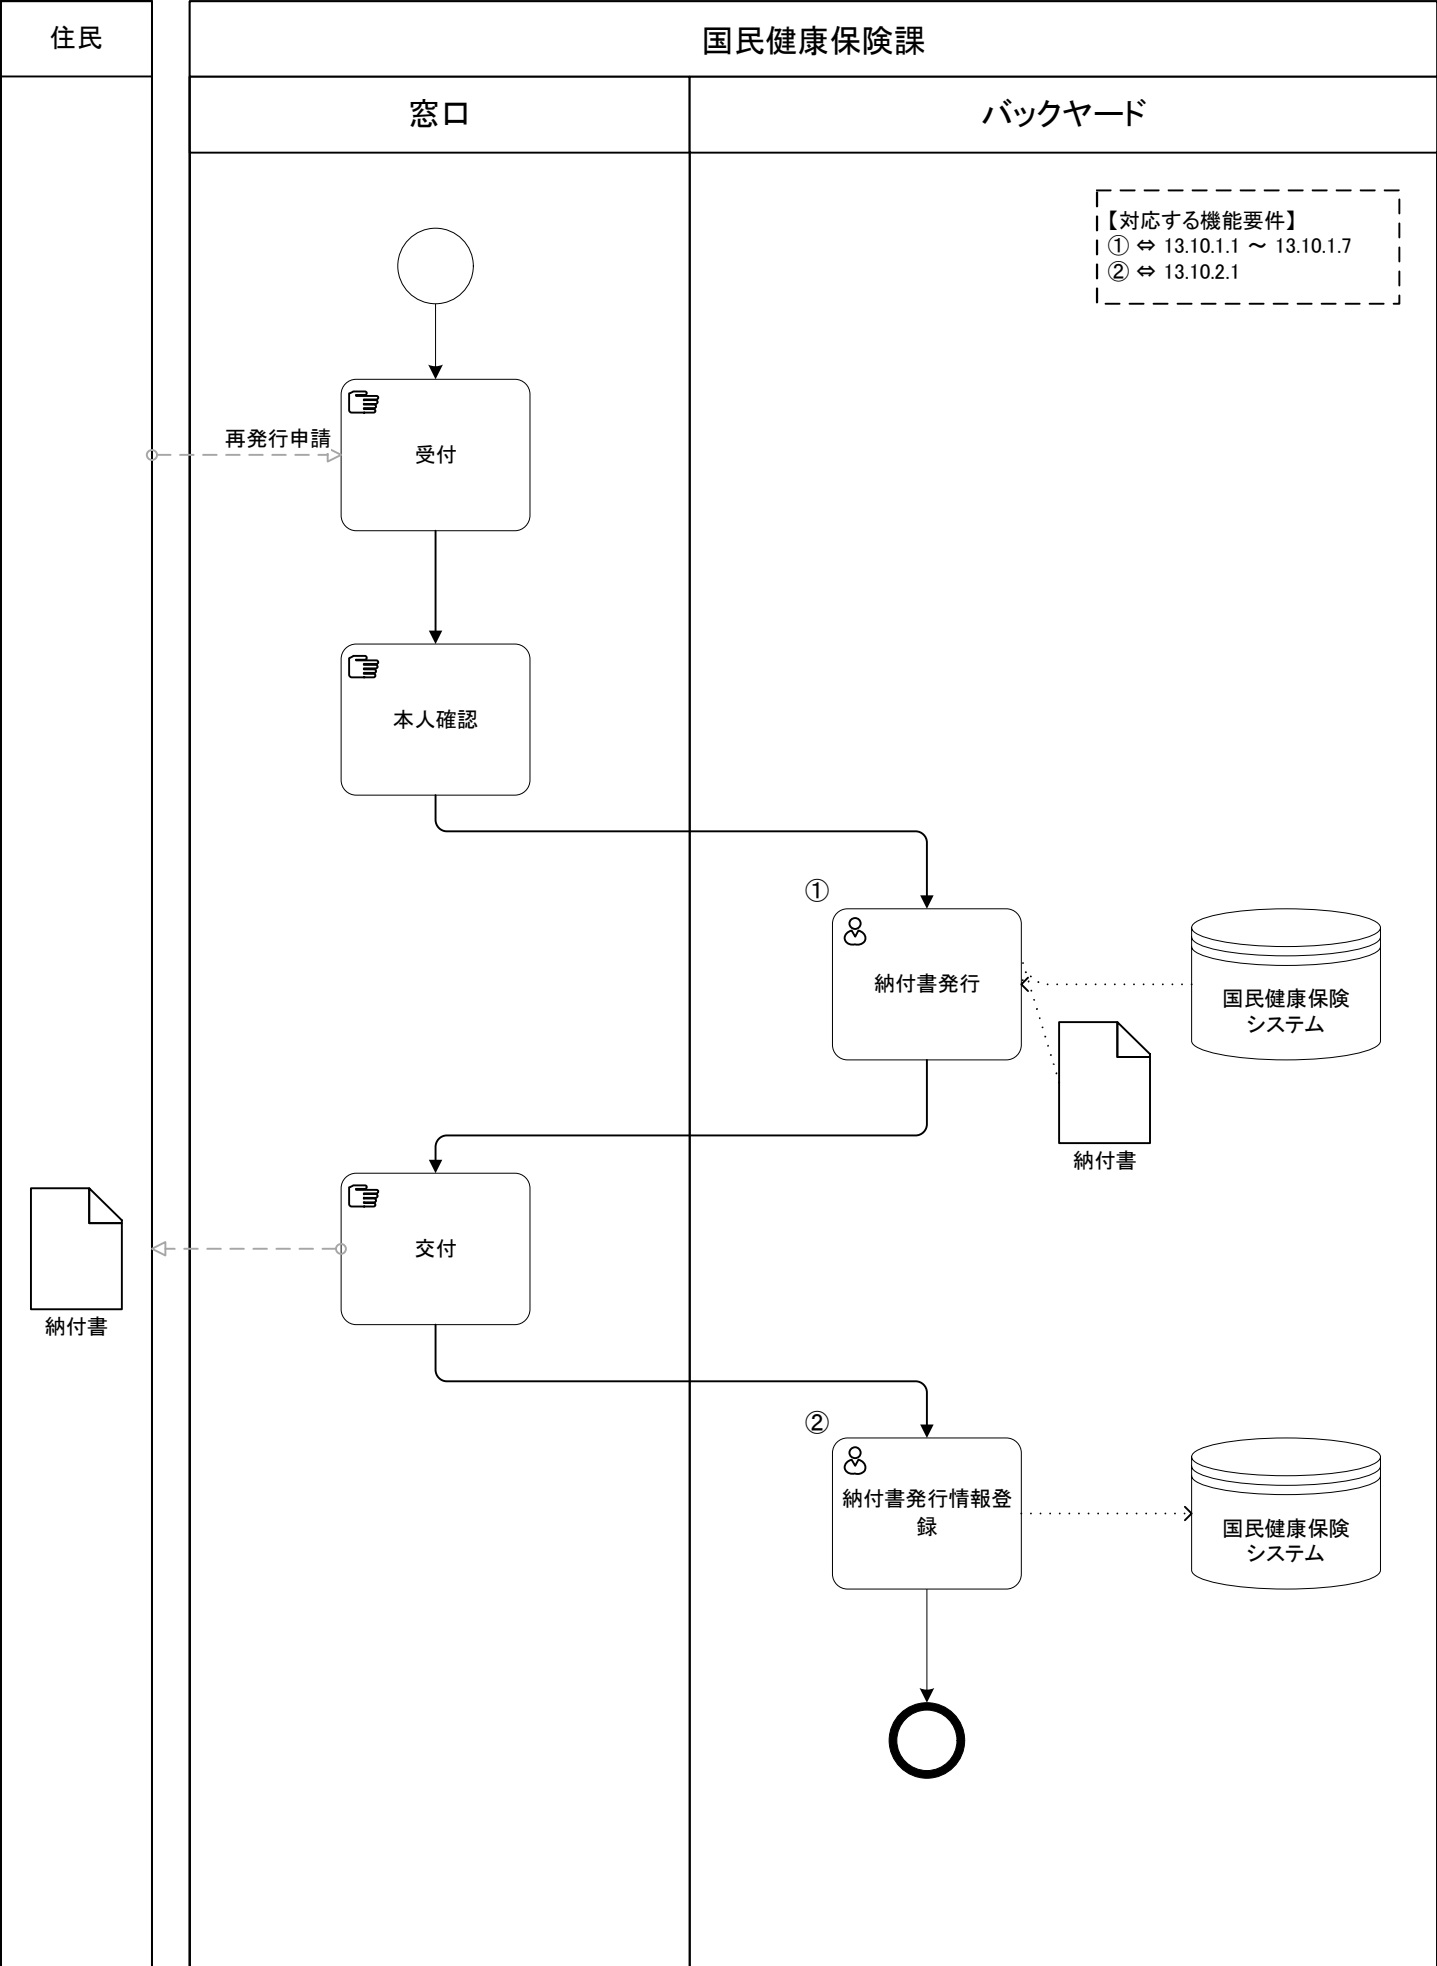 住民
国民健康保険課
窓口
バックヤード
【対応する機能要件】
① ⇔ 13.10.1.1 ～ 13.10.1.7
② ⇔ 13.10.2.1
再発行申請
受付
本人確認
①
納付書発行
国民健康保険
システム
納付書
交付
納付書
②
納付書発行情報登
録
国民健康保険
システム